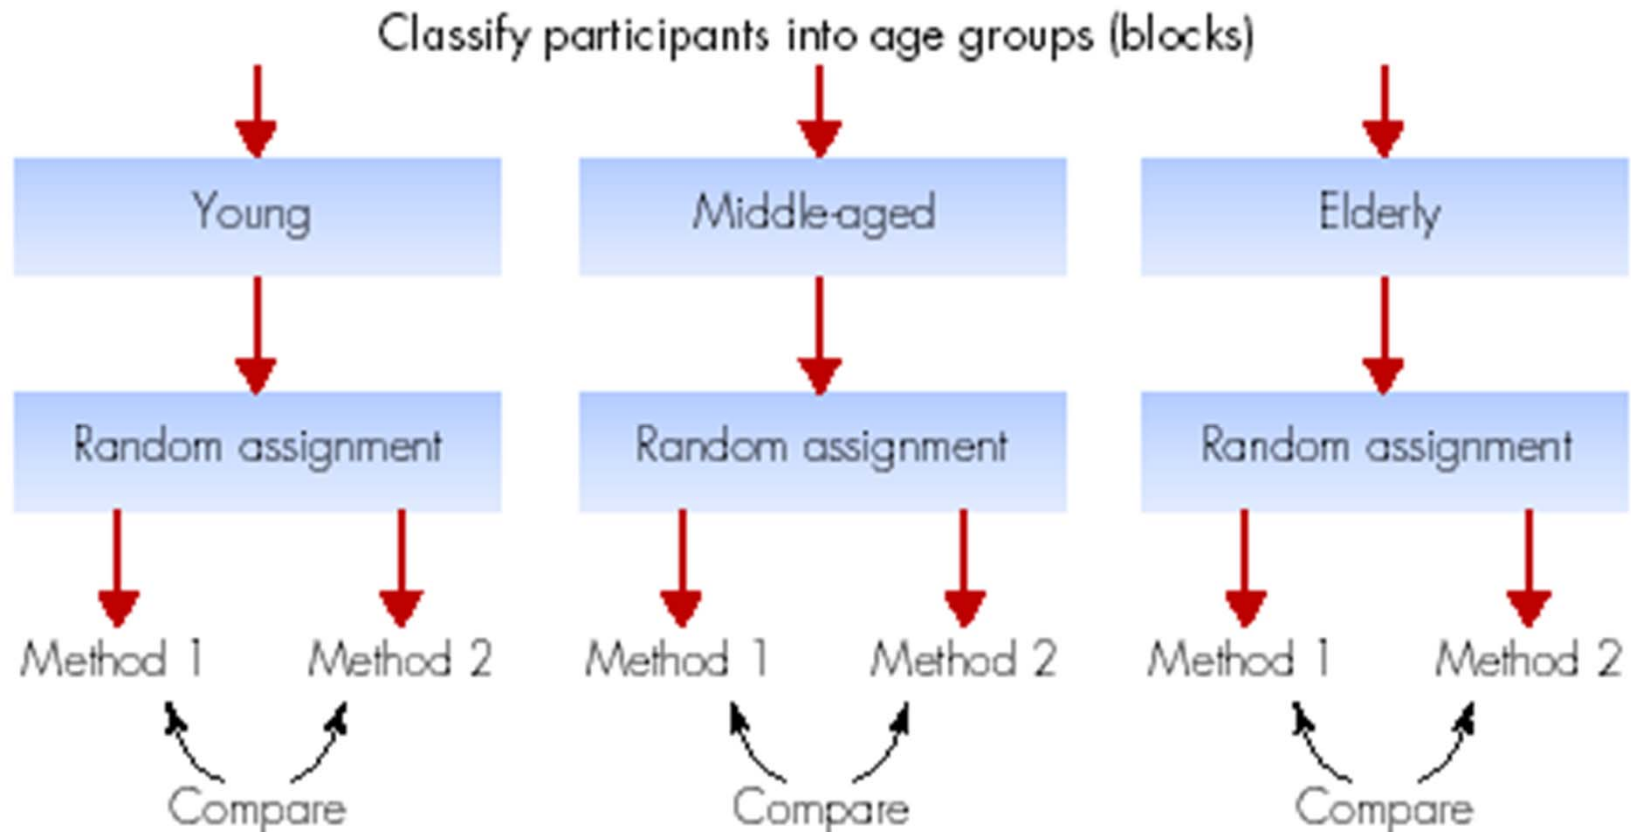 Classify participants into age groups (blocks)
Young Middle-aged Elderly
Random assignment Random assignment Random assignment
Method 1 Method 2 Method 1 Method 2 Method 1 Method 2
Compare Compare Compare